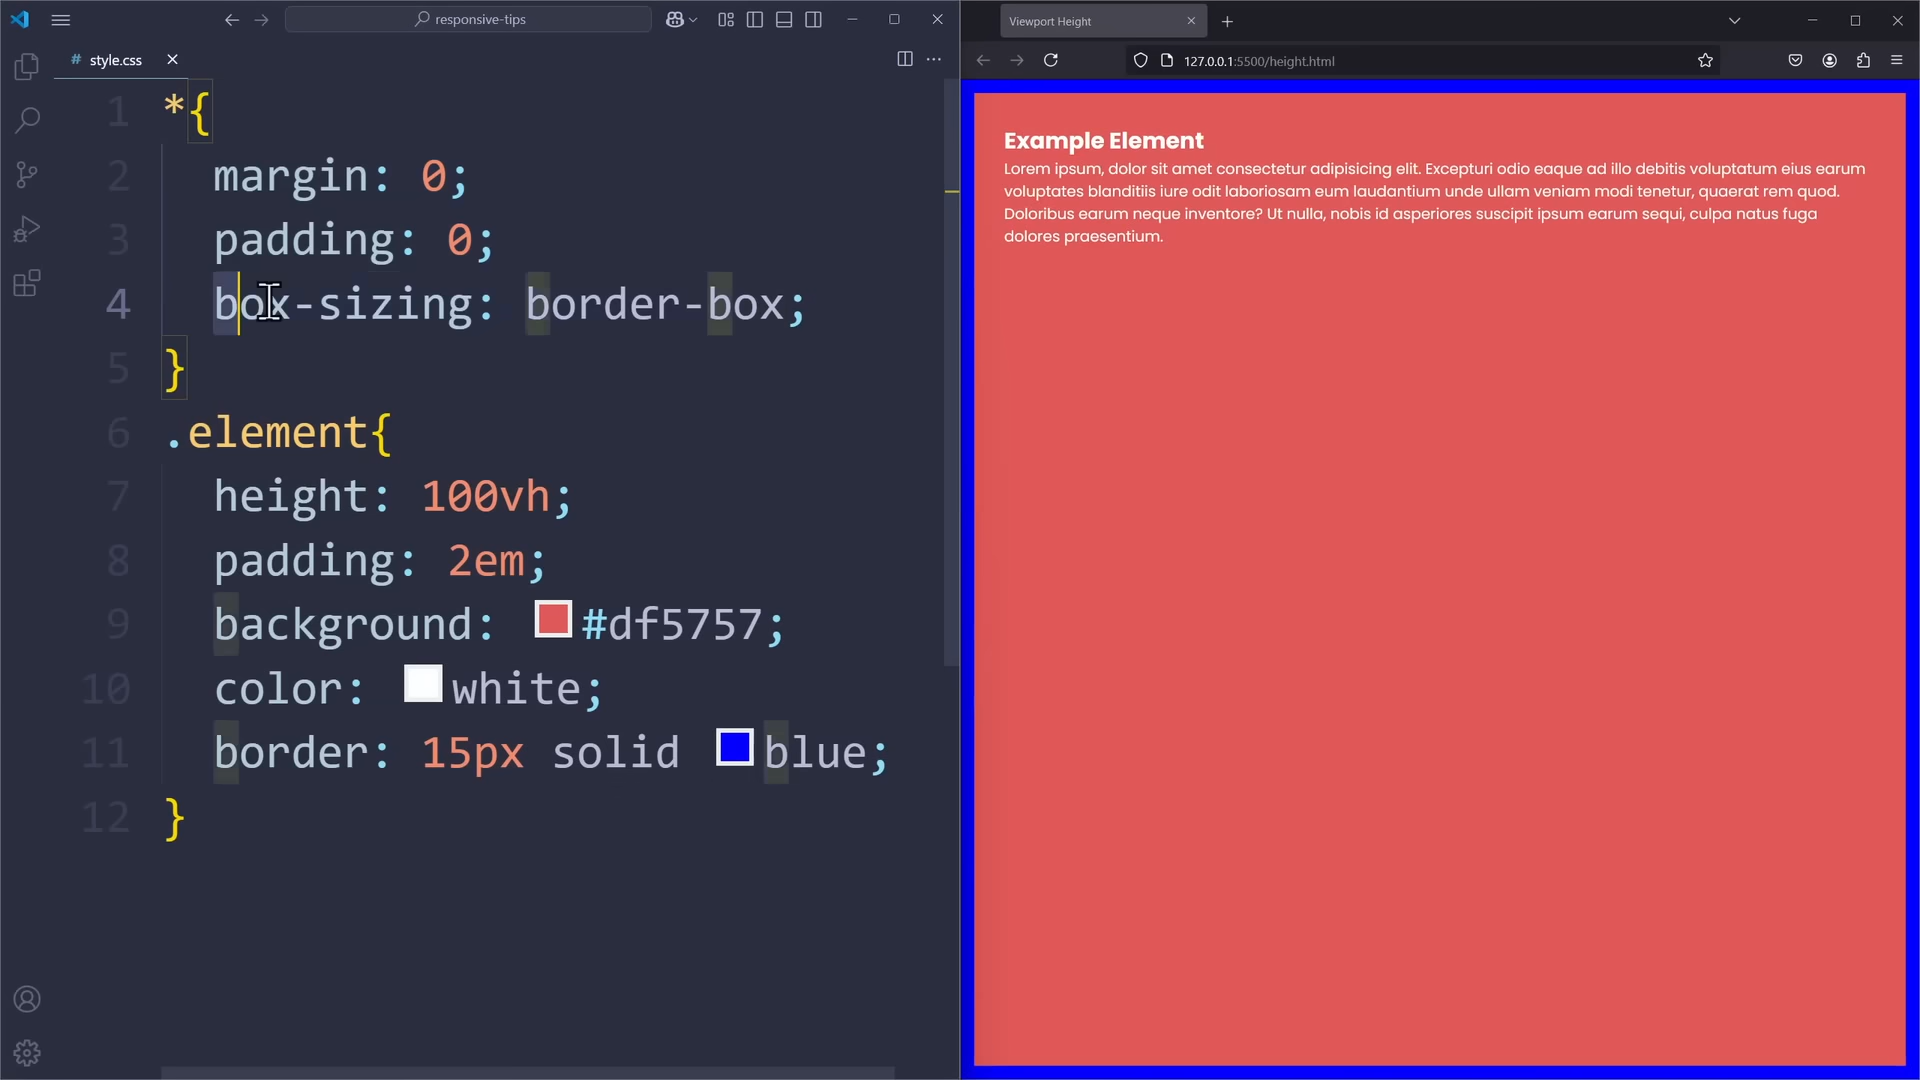 responsive-tips
# style.css
1 *{
2 margin: 0;
3 padding: 0;
4 box-sizing: border-box;
5 }
6 .element{
7 height: 100vh;
8 padding: 2em;
9 background: #df5757;
10 color: white;
11 border: 15px solid blue;
12 }
Viewport Height
127.0.0.1:5500/height.html
Example Element
Lorem ipsum, dolor sit amet consectetur adipisicing elit. Excepturi odio eaque ad illo debitis voluptatum eius earum
voluptates blanditiis iure odit laboriosam eum laudantium unde ullam veniam modi tenetur, quaerat rem quod.
Doloribus earum neque inventore? Ut nulla, nobis id asperiores suscipit ipsum earum sequi, culpa natus fuga
dolores praesentium.